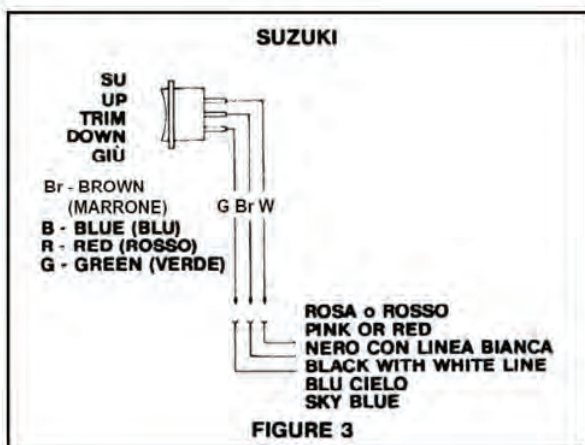 SUZUKI
SU
UP
TRIM
DOWN
GIÙ
Br - BROWN
(MARRONE)
B - BLUE (BLU)
R - RED (ROSSO)
G - GREEN (VERDE)
G Br W
ROSA o ROSSO
PINK OR RED
NERO CON LINEA BIANCA
BLACK WITH WHITE LINE
BLU CIELO
SKY BLUE
FIGURE 3